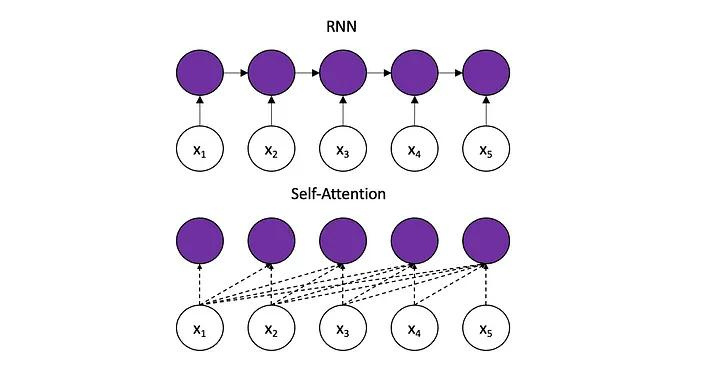 RNN
x₁ x₂ x₃ x₄ x₅
Self-Attention
x₁ x₂ x₃ x₄ x₅